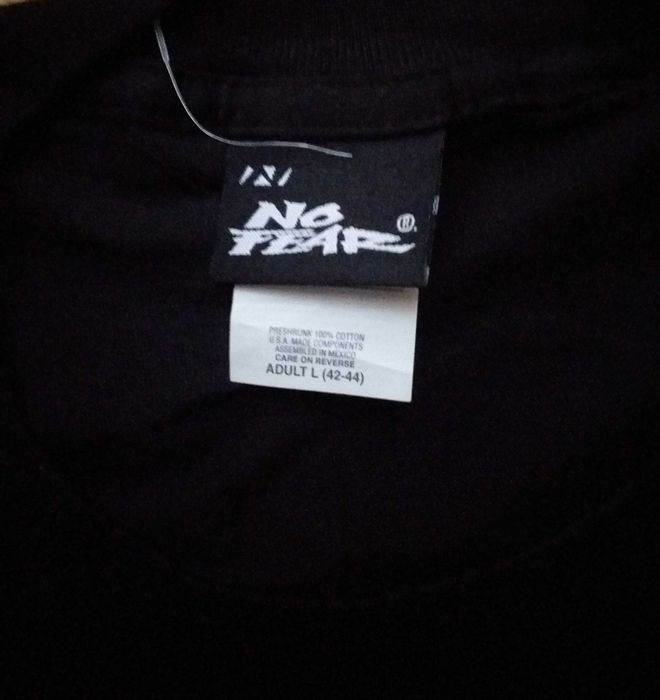 NO
FEAR ®.
PRESHRUNK 100% COTTON
U.S.A. MADE COMPONENTS
ASSEMBLED IN MEXICO
CARE ON REVERSE
ADULT L (42-44)